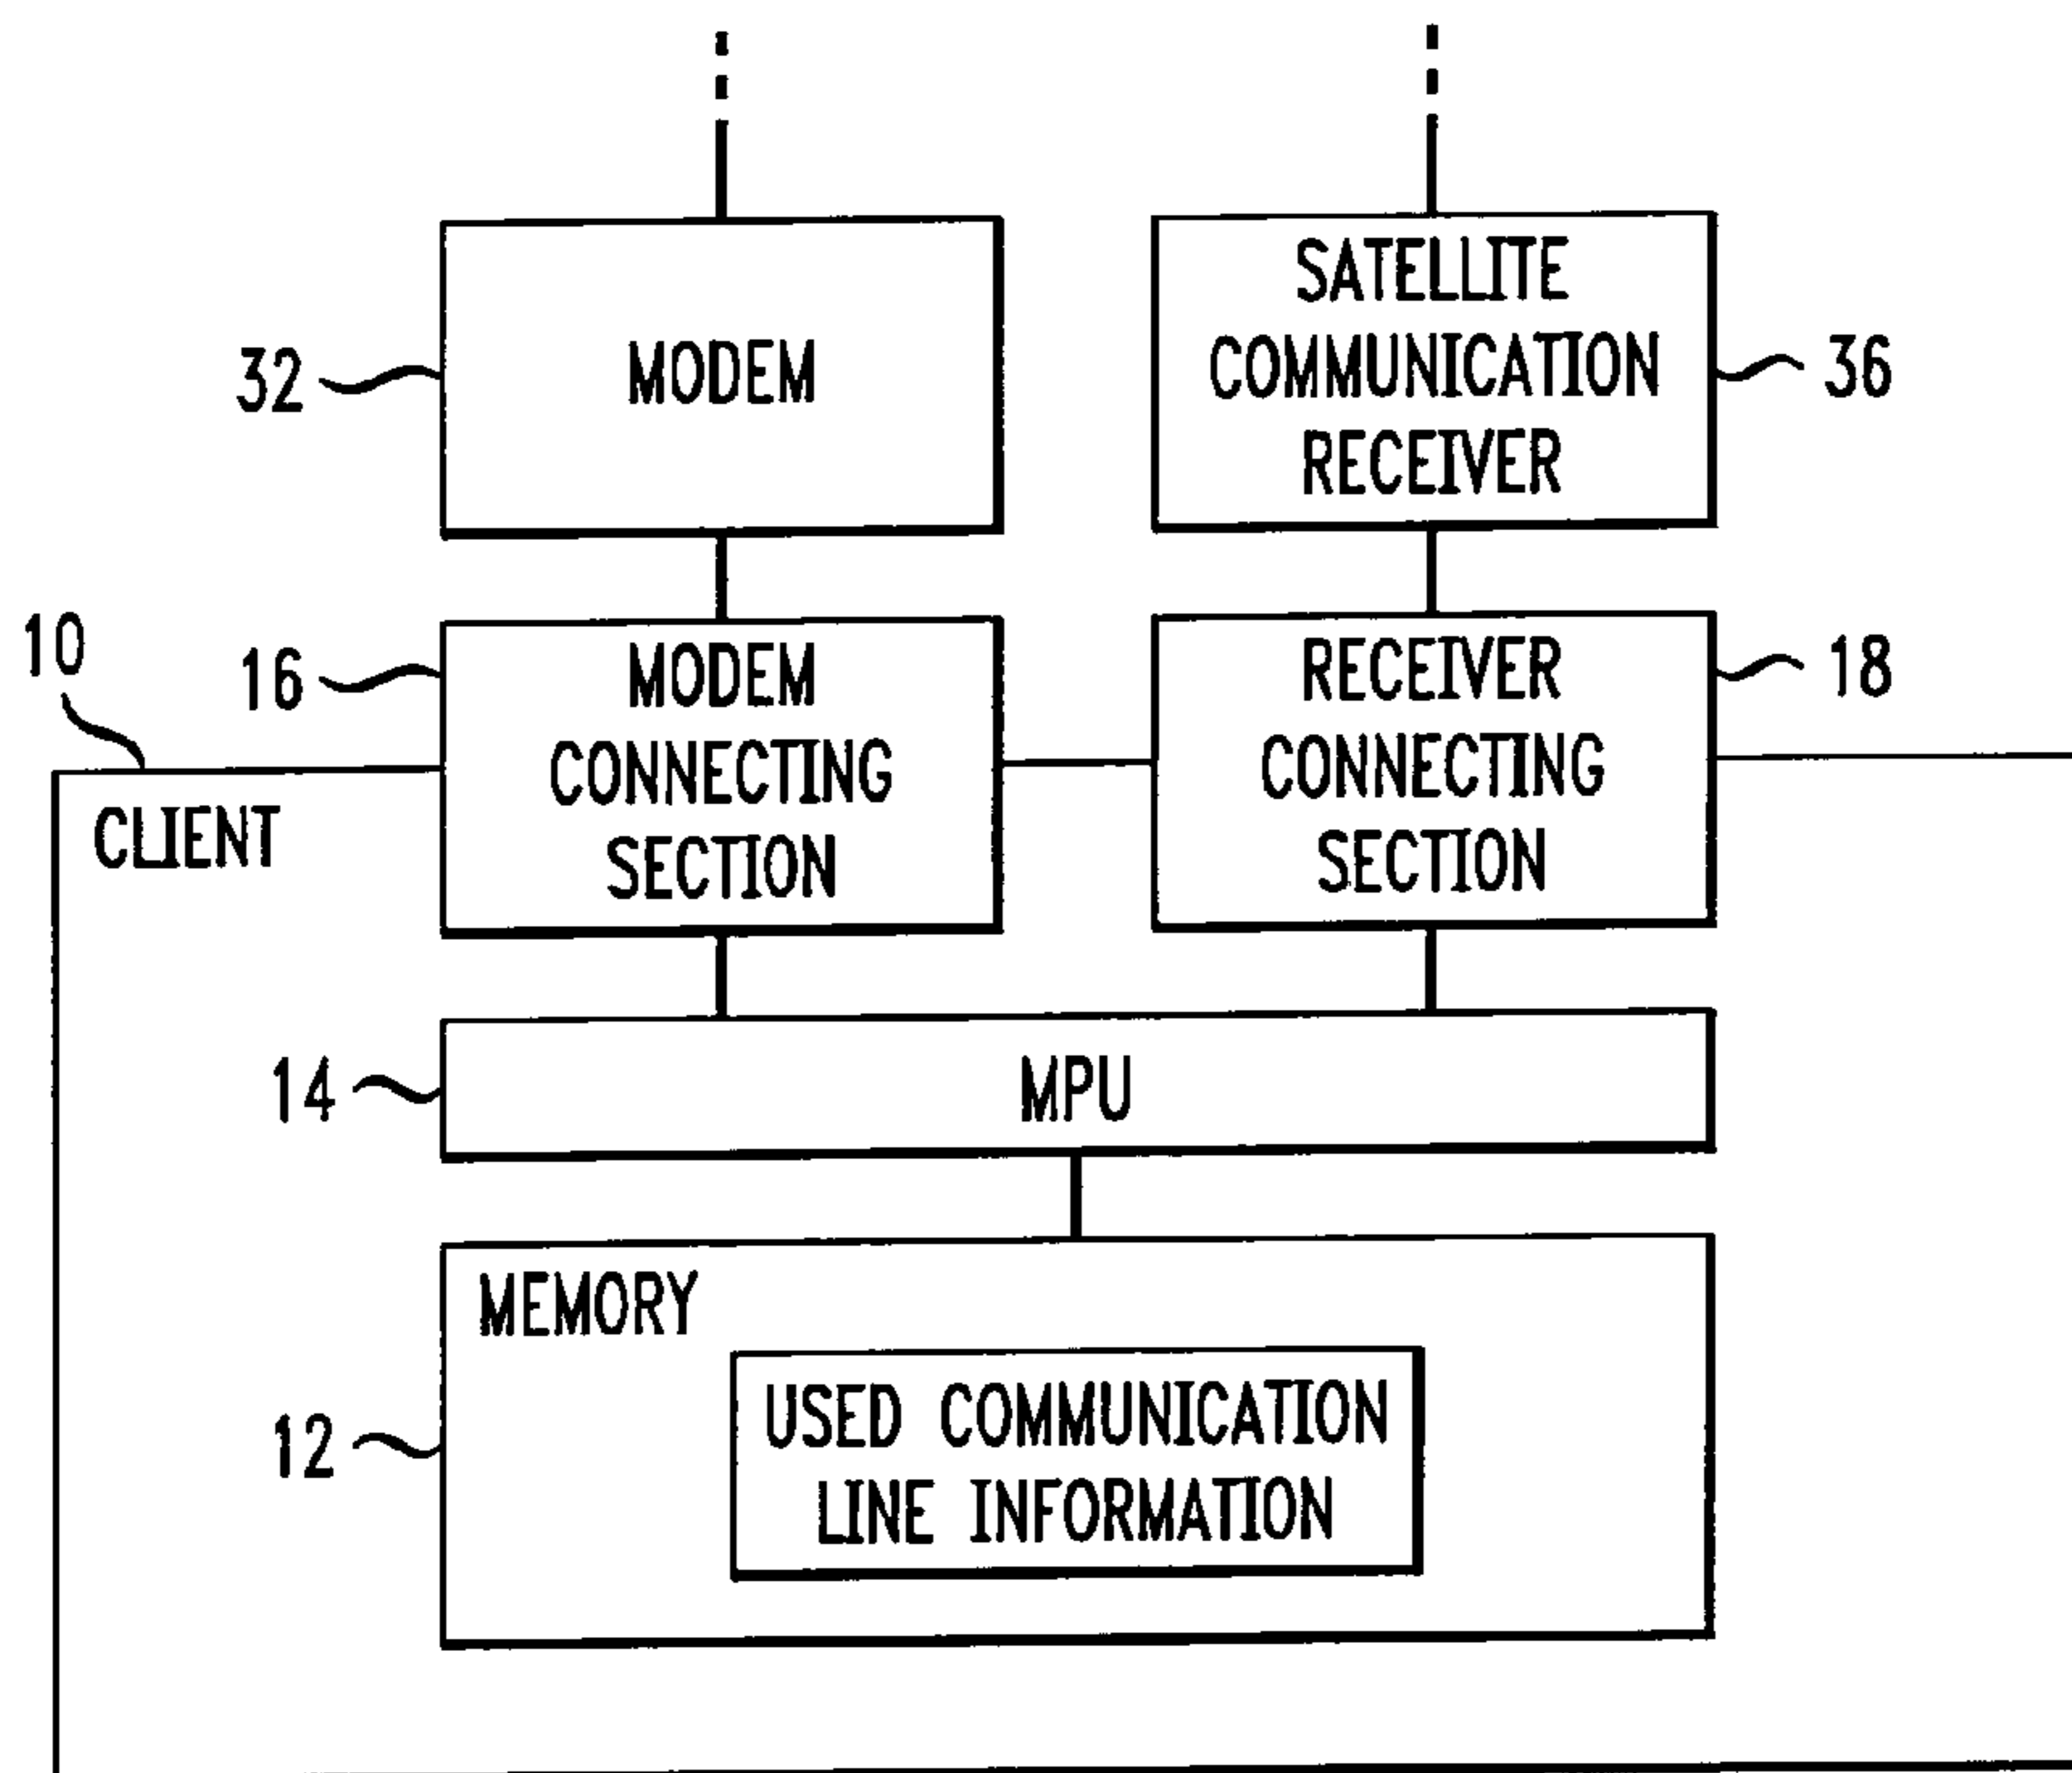 32
MODEM
SATELLITE
COMMUNICATION
RECEIVER
36
10
16
MODEM
CONNECTING
SECTION
RECEIVER
CONNECTING
SECTION
18
CLIENT
14
MPU
MEMORY
12
USED COMMUNICATION
LINE INFORMATION